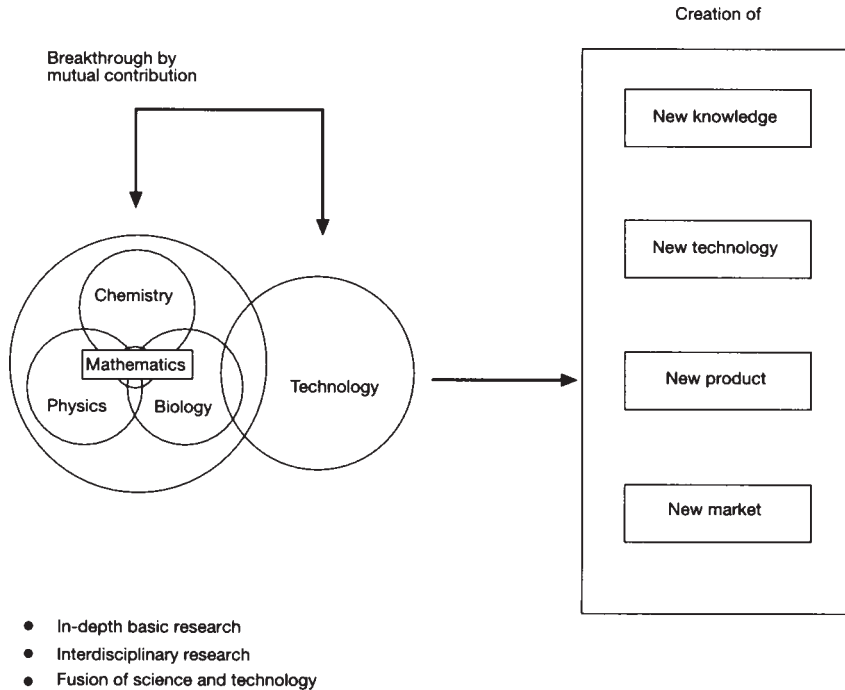 Creation of
Breakthrough by
mutual contribution
New knowledge
New technology
Chemistry
Mathematics
Physics
Biology
Technology
New product
New market
• In-depth basic research
• Interdisciplinary research
• Fusion of science and technology